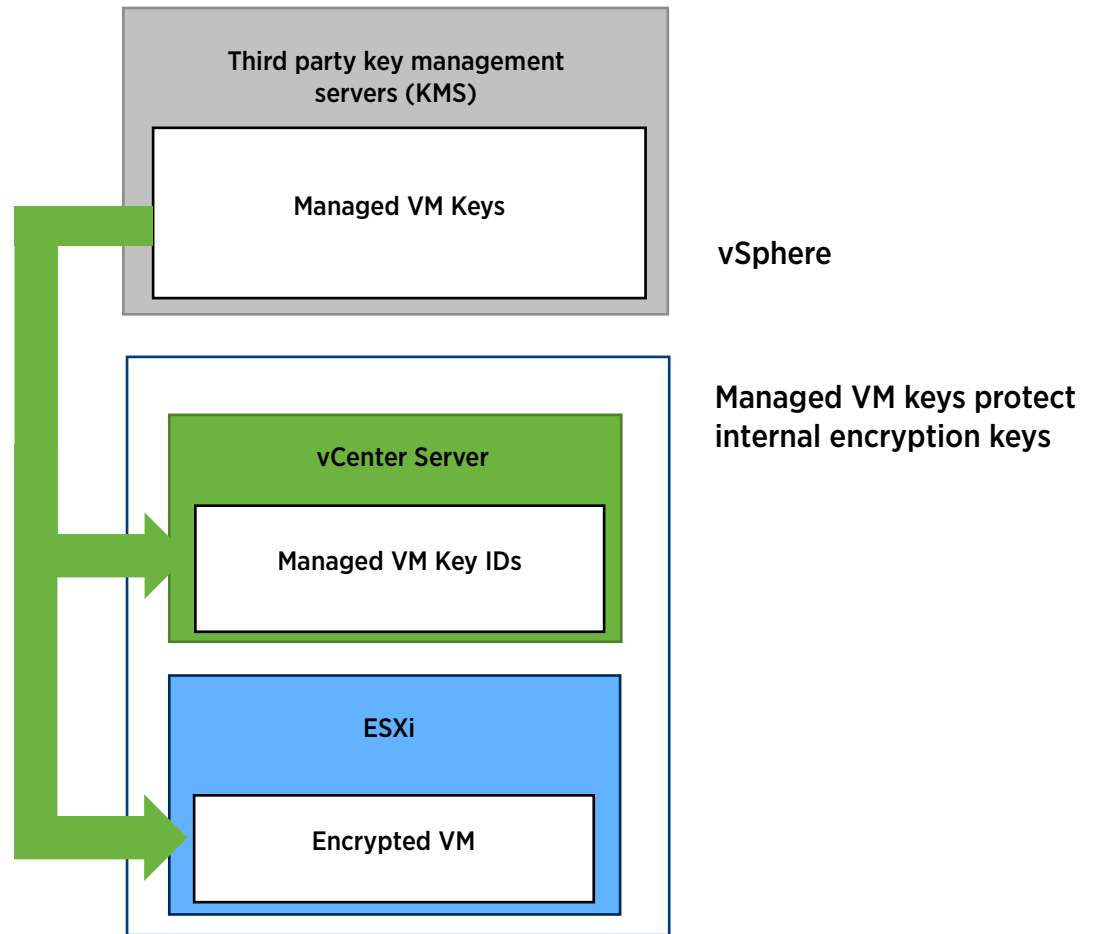 Third party key management
servers (KMS)
Managed VM Keys
vSphere
Managed VM keys protect
internal encryption keys
vCenter Server
Managed VM Key IDs
ESXi
Encrypted VM